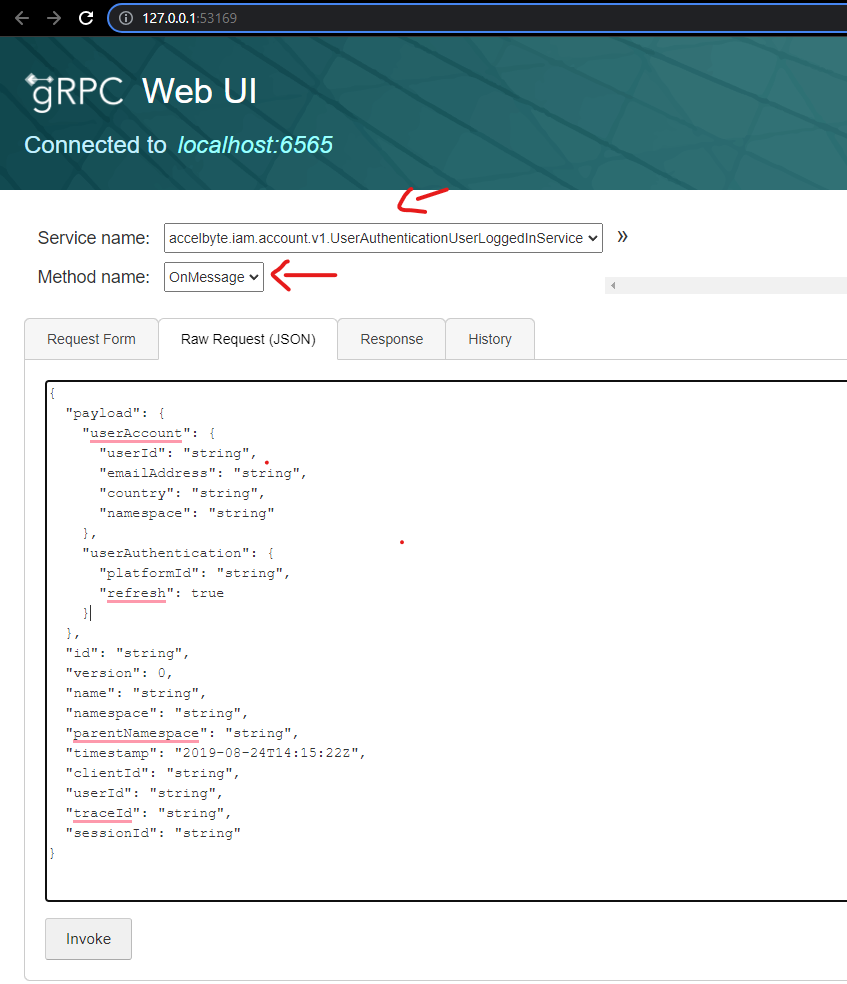 127.0.0.1:53169
gRPC Web UI
Connected to localhost:6565
Service name: accelbyte.iam.account.v1.UserAuthenticationUserLoggedInService »
Method name: OnMessage
Request Form Raw Request (JSON) Response History
{
  "payload": {
    "userAccount": {
      "userId": "string",
      "emailAddress": "string",
      "country": "string",
      "namespace": "string"
    },
    "userAuthentication": {
      "platformId": "string",
      "refresh": true
    }
  },
  "id": "string",
  "version": 0,
  "name": "string",
  "namespace": "string",
  "parentNamespace": "string",
  "timestamp": "2019-08-24T14:15:22Z",
  "clientId": "string",
  "userId": "string",
  "traceId": "string",
  "sessionId": "string"
}
Invoke